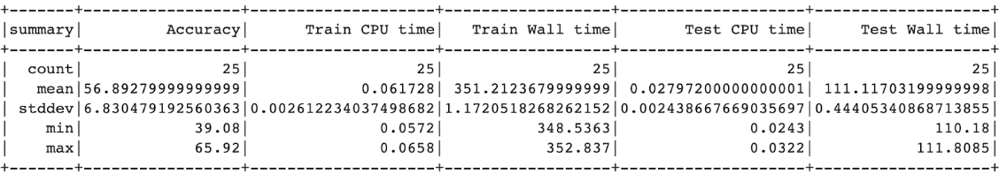 +-------+-----------------+--------------------+------------------+--------------------+-------------------+
|summary|         Accuracy|      Train CPU time|   Train Wall time|       Test CPU time|     Test Wall time|
+-------+-----------------+--------------------+------------------+--------------------+-------------------+
|  count|               25|                  25|                25|                  25|                 25|
|   mean|56.89279999999999|            0.061728| 351.2123679999999| 0.02797200000000001| 111.11703199999998|
| stddev|6.830479192560363|0.002612234037498682|1.1720518268262152|0.002438667669035697|0.44405340868713855|
|    min|            39.08|              0.0572|          348.5363|              0.0243|             110.18|
|    max|            65.92|              0.0658|           352.837|              0.0322|           111.8085|
+-------+-----------------+--------------------+------------------+--------------------+-------------------+